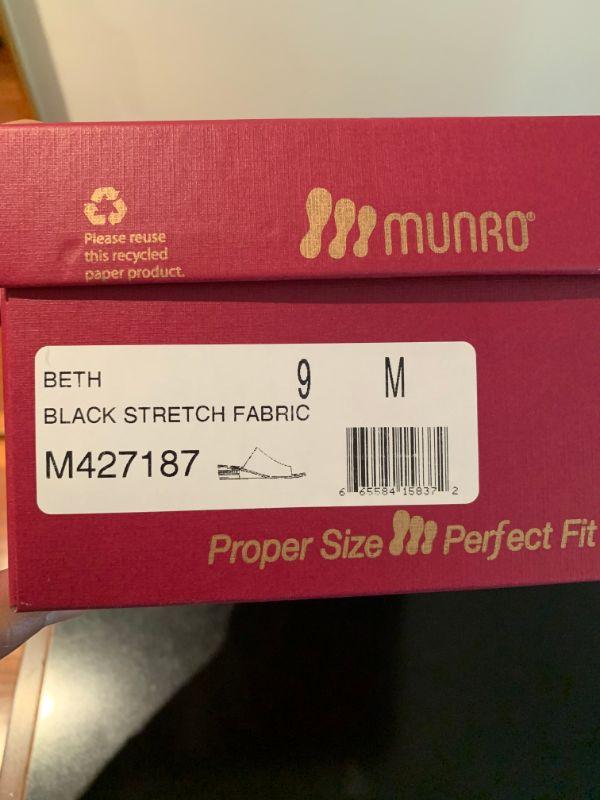 Please reuse
this recycled
paper product.
MUNRO®
BETH 9 M
BLACK STRETCH FABRIC
M427187
6 65584 15837 2
Proper Size Perfect Fit